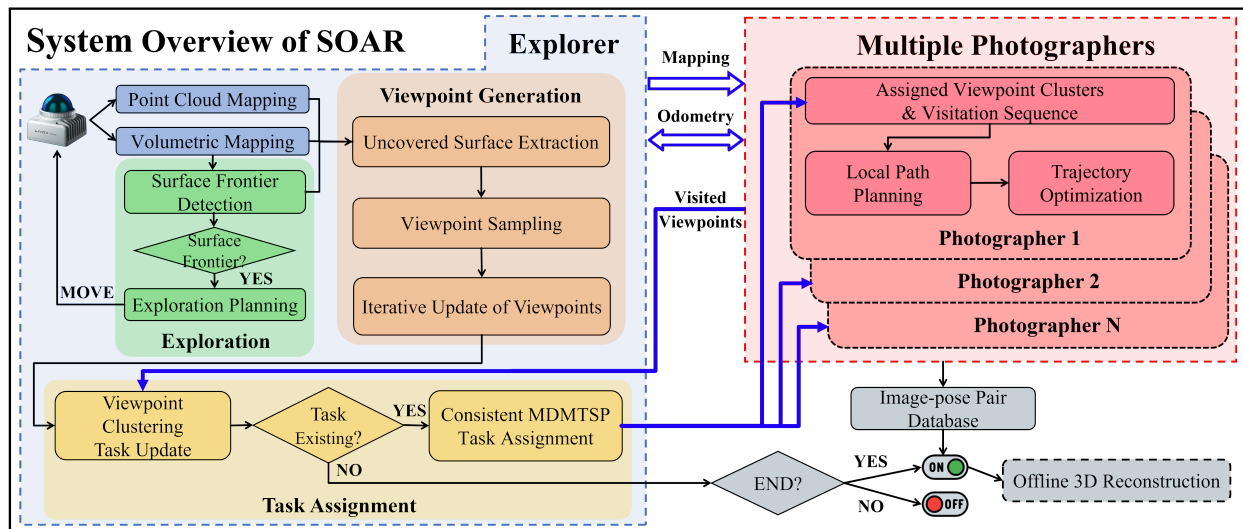 System Overview of SOAR
Explorer
Point Cloud Mapping
Volumetric Mapping
Surface Frontier
Detection
Surface
Frontier?
YES
MOVE
Exploration Planning
Exploration
Viewpoint Generation
Uncovered Surface Extraction
Viewpoint Sampling
Iterative Update of Viewpoints
Mapping
Odometry
Visited
Viewpoints
Multiple Photographers
Assigned Viewpoint Clusters
& Visitation Sequence
Local Path
Planning
Trajectory
Optimization
Photographer 1
Photographer 2
Photographer N
Viewpoint
Clustering
Task Update
Task
Existing?
YES
NO
Consistent MDMTSP
Task Assignment
Task Assignment
END?
YES
NO
Image-pose Pair
Database
ON
OFF
Offline 3D Reconstruction